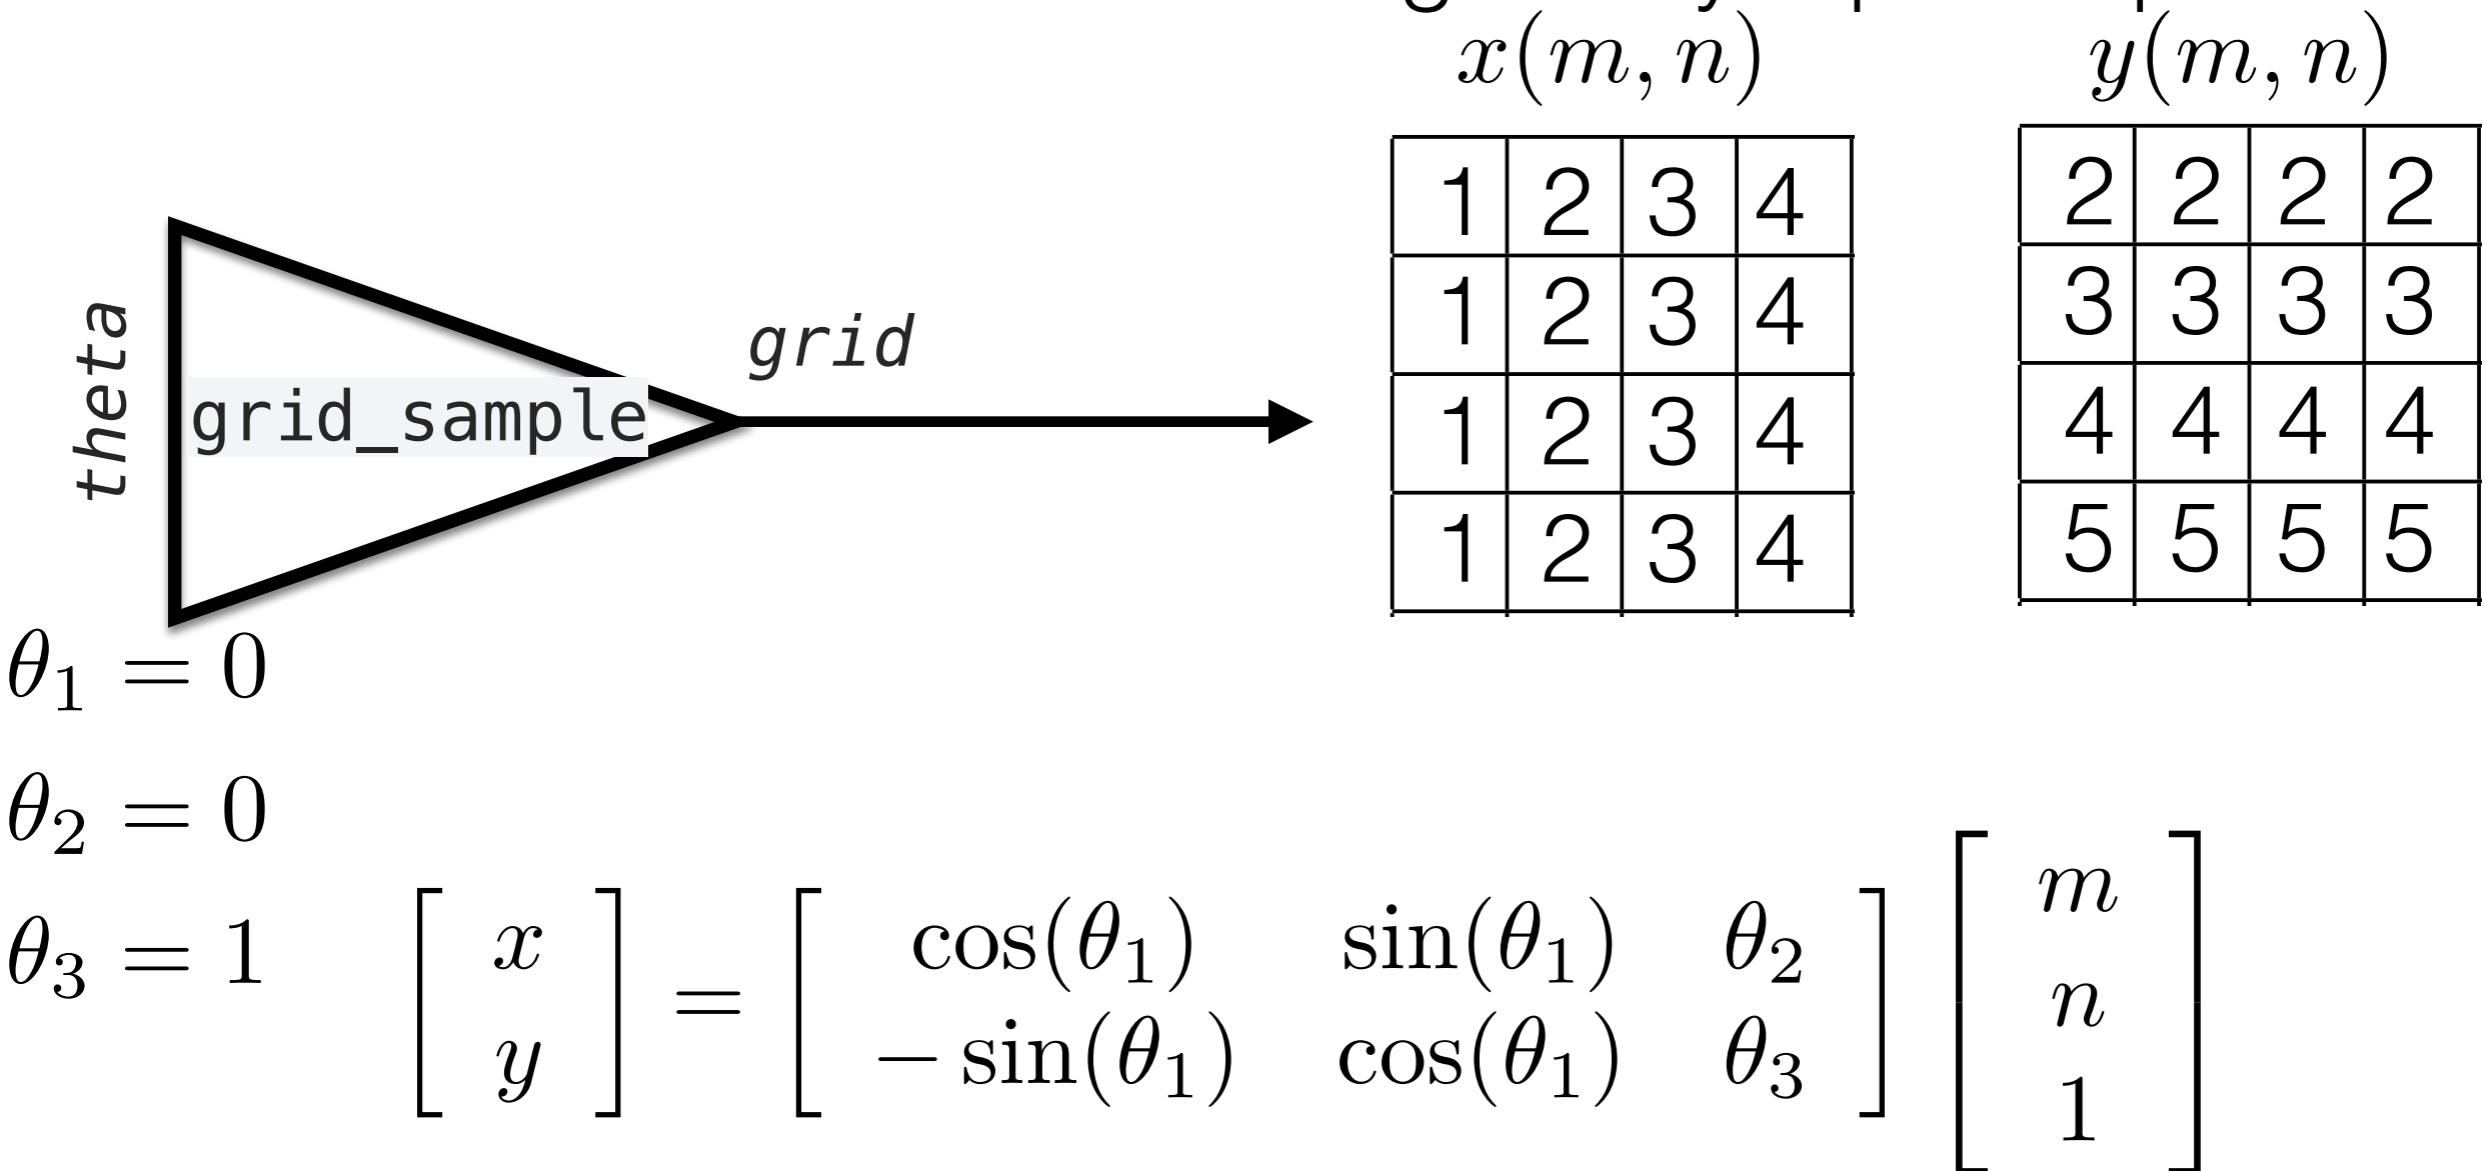 x(m, n) y(m, n)
1 2 3 4
1 2 3 4
1 2 3 4
1 2 3 4
2 2 2 2
3 3 3 3
4 4 4 4
5 5 5 5
theta
grid_sample
grid
θ₁ = 0
θ₂ = 0
θ₃ = 1
[ x y ] = [ cos(θ₁) sin(θ₁) θ₂
− sin(θ₁) cos(θ₁) θ₃ ] [ m n 1 ]